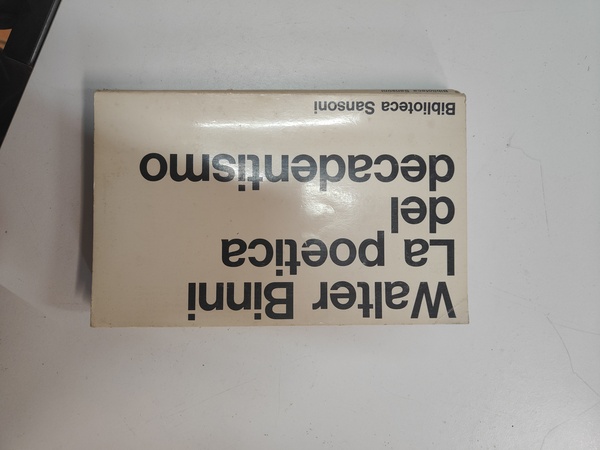 Walter Binni
La poetica
del
decadentismo
Biblioteca Sansoni